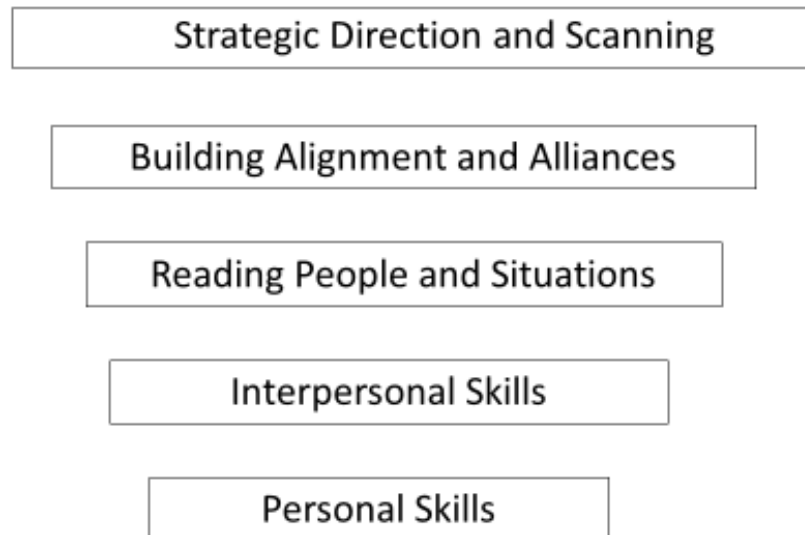 Strategic Direction and Scanning
Building Alignment and Alliances
Reading People and Situations
Interpersonal Skills
Personal Skills